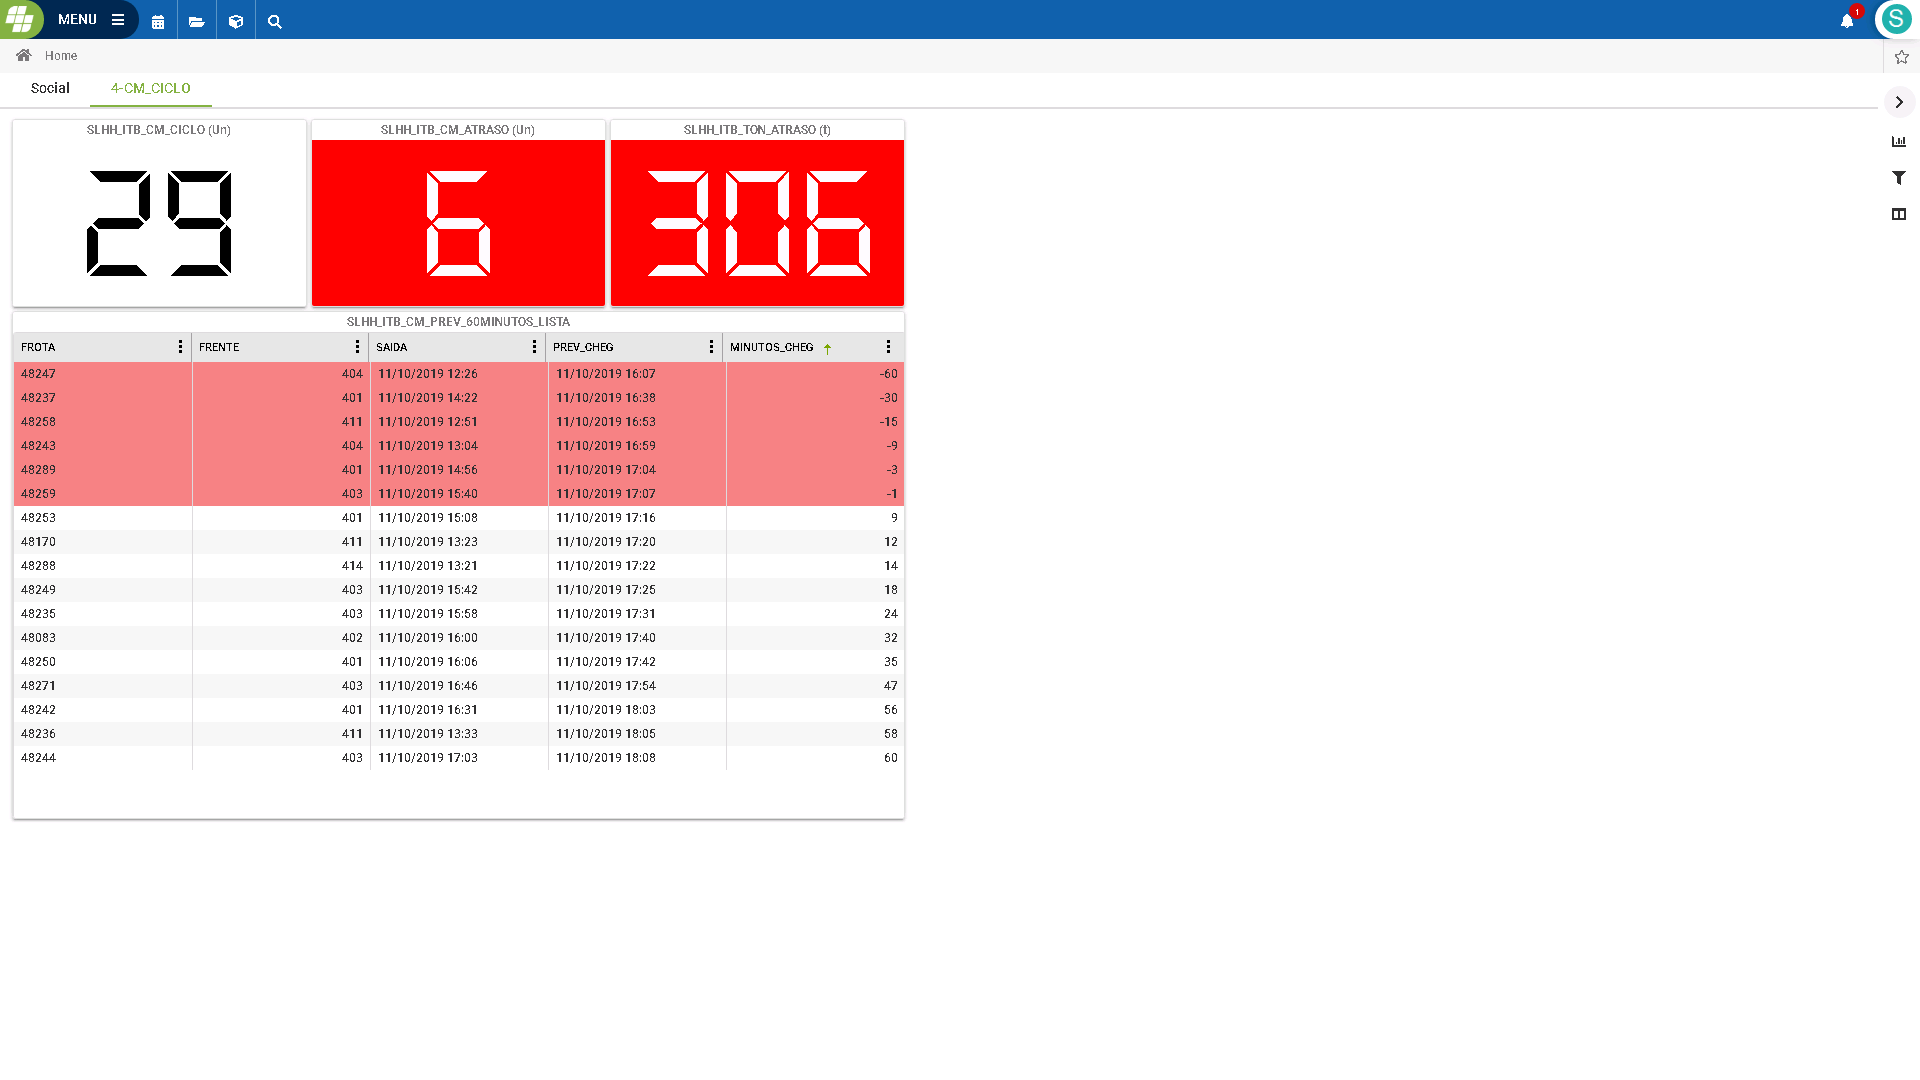 MENU
1
S
Home
Social
4-CM_CICLO
SLHH_ITB_CM_CICLO (Un)
SLHH_ITB_CM_ATRASO (Un)
SLHH_ITB_TON_ATRASO (t)
29
6
306
SLHH_ITB_CM_PREV_60MINUTOS_LISTA
FROTA FRENTE SAIDA PREV_CHEG MINUTOS_CHEG
48247 404 11/10/2019 12:26 11/10/2019 16:07 -60
48237 401 11/10/2019 14:22 11/10/2019 16:38 -30
48258 411 11/10/2019 12:51 11/10/2019 16:53 -15
48243 404 11/10/2019 13:04 11/10/2019 16:59 -9
48289 401 11/10/2019 14:56 11/10/2019 17:04 -3
48259 403 11/10/2019 15:40 11/10/2019 17:07 -1
48253 401 11/10/2019 15:08 11/10/2019 17:16 9
48170 411 11/10/2019 13:23 11/10/2019 17:20 12
48288 414 11/10/2019 13:21 11/10/2019 17:22 14
48249 403 11/10/2019 15:42 11/10/2019 17:25 18
48235 403 11/10/2019 15:58 11/10/2019 17:31 24
48083 402 11/10/2019 16:00 11/10/2019 17:40 32
48250 401 11/10/2019 16:06 11/10/2019 17:42 35
48271 403 11/10/2019 16:46 11/10/2019 17:54 47
48242 401 11/10/2019 16:31 11/10/2019 18:03 56
48236 411 11/10/2019 13:33 11/10/2019 18:05 58
48244 403 11/10/2019 17:03 11/10/2019 18:08 60